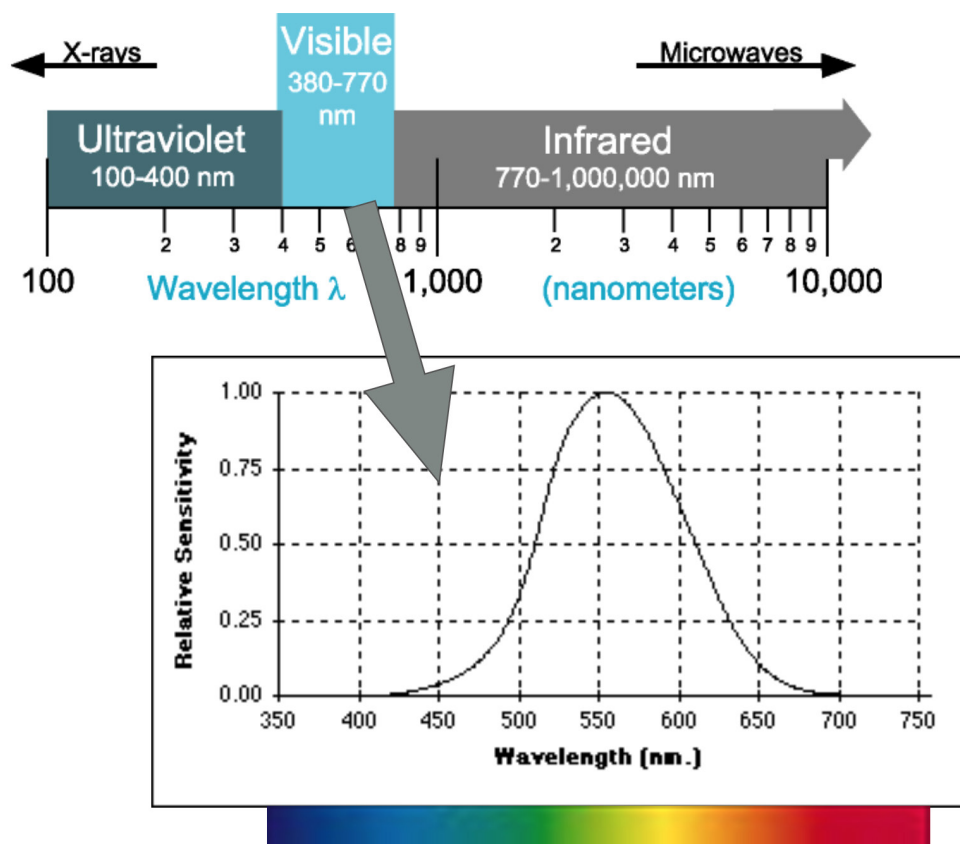 X-rays
Visible
380-770
nm
Microwaves
Ultraviolet
100-400 nm
Infrared
770-1,000,000 nm
2 3 4 5 6 8 9 2 3 4 5 6 7 8 9
100 Wavelength λ 1,000 (nanometers) 10,000
Relative Sensitivity
1.00
0.75
0.50
0.25
0.00
350 400 450 500 550 600 650 700 750
Wavelength (nm.)